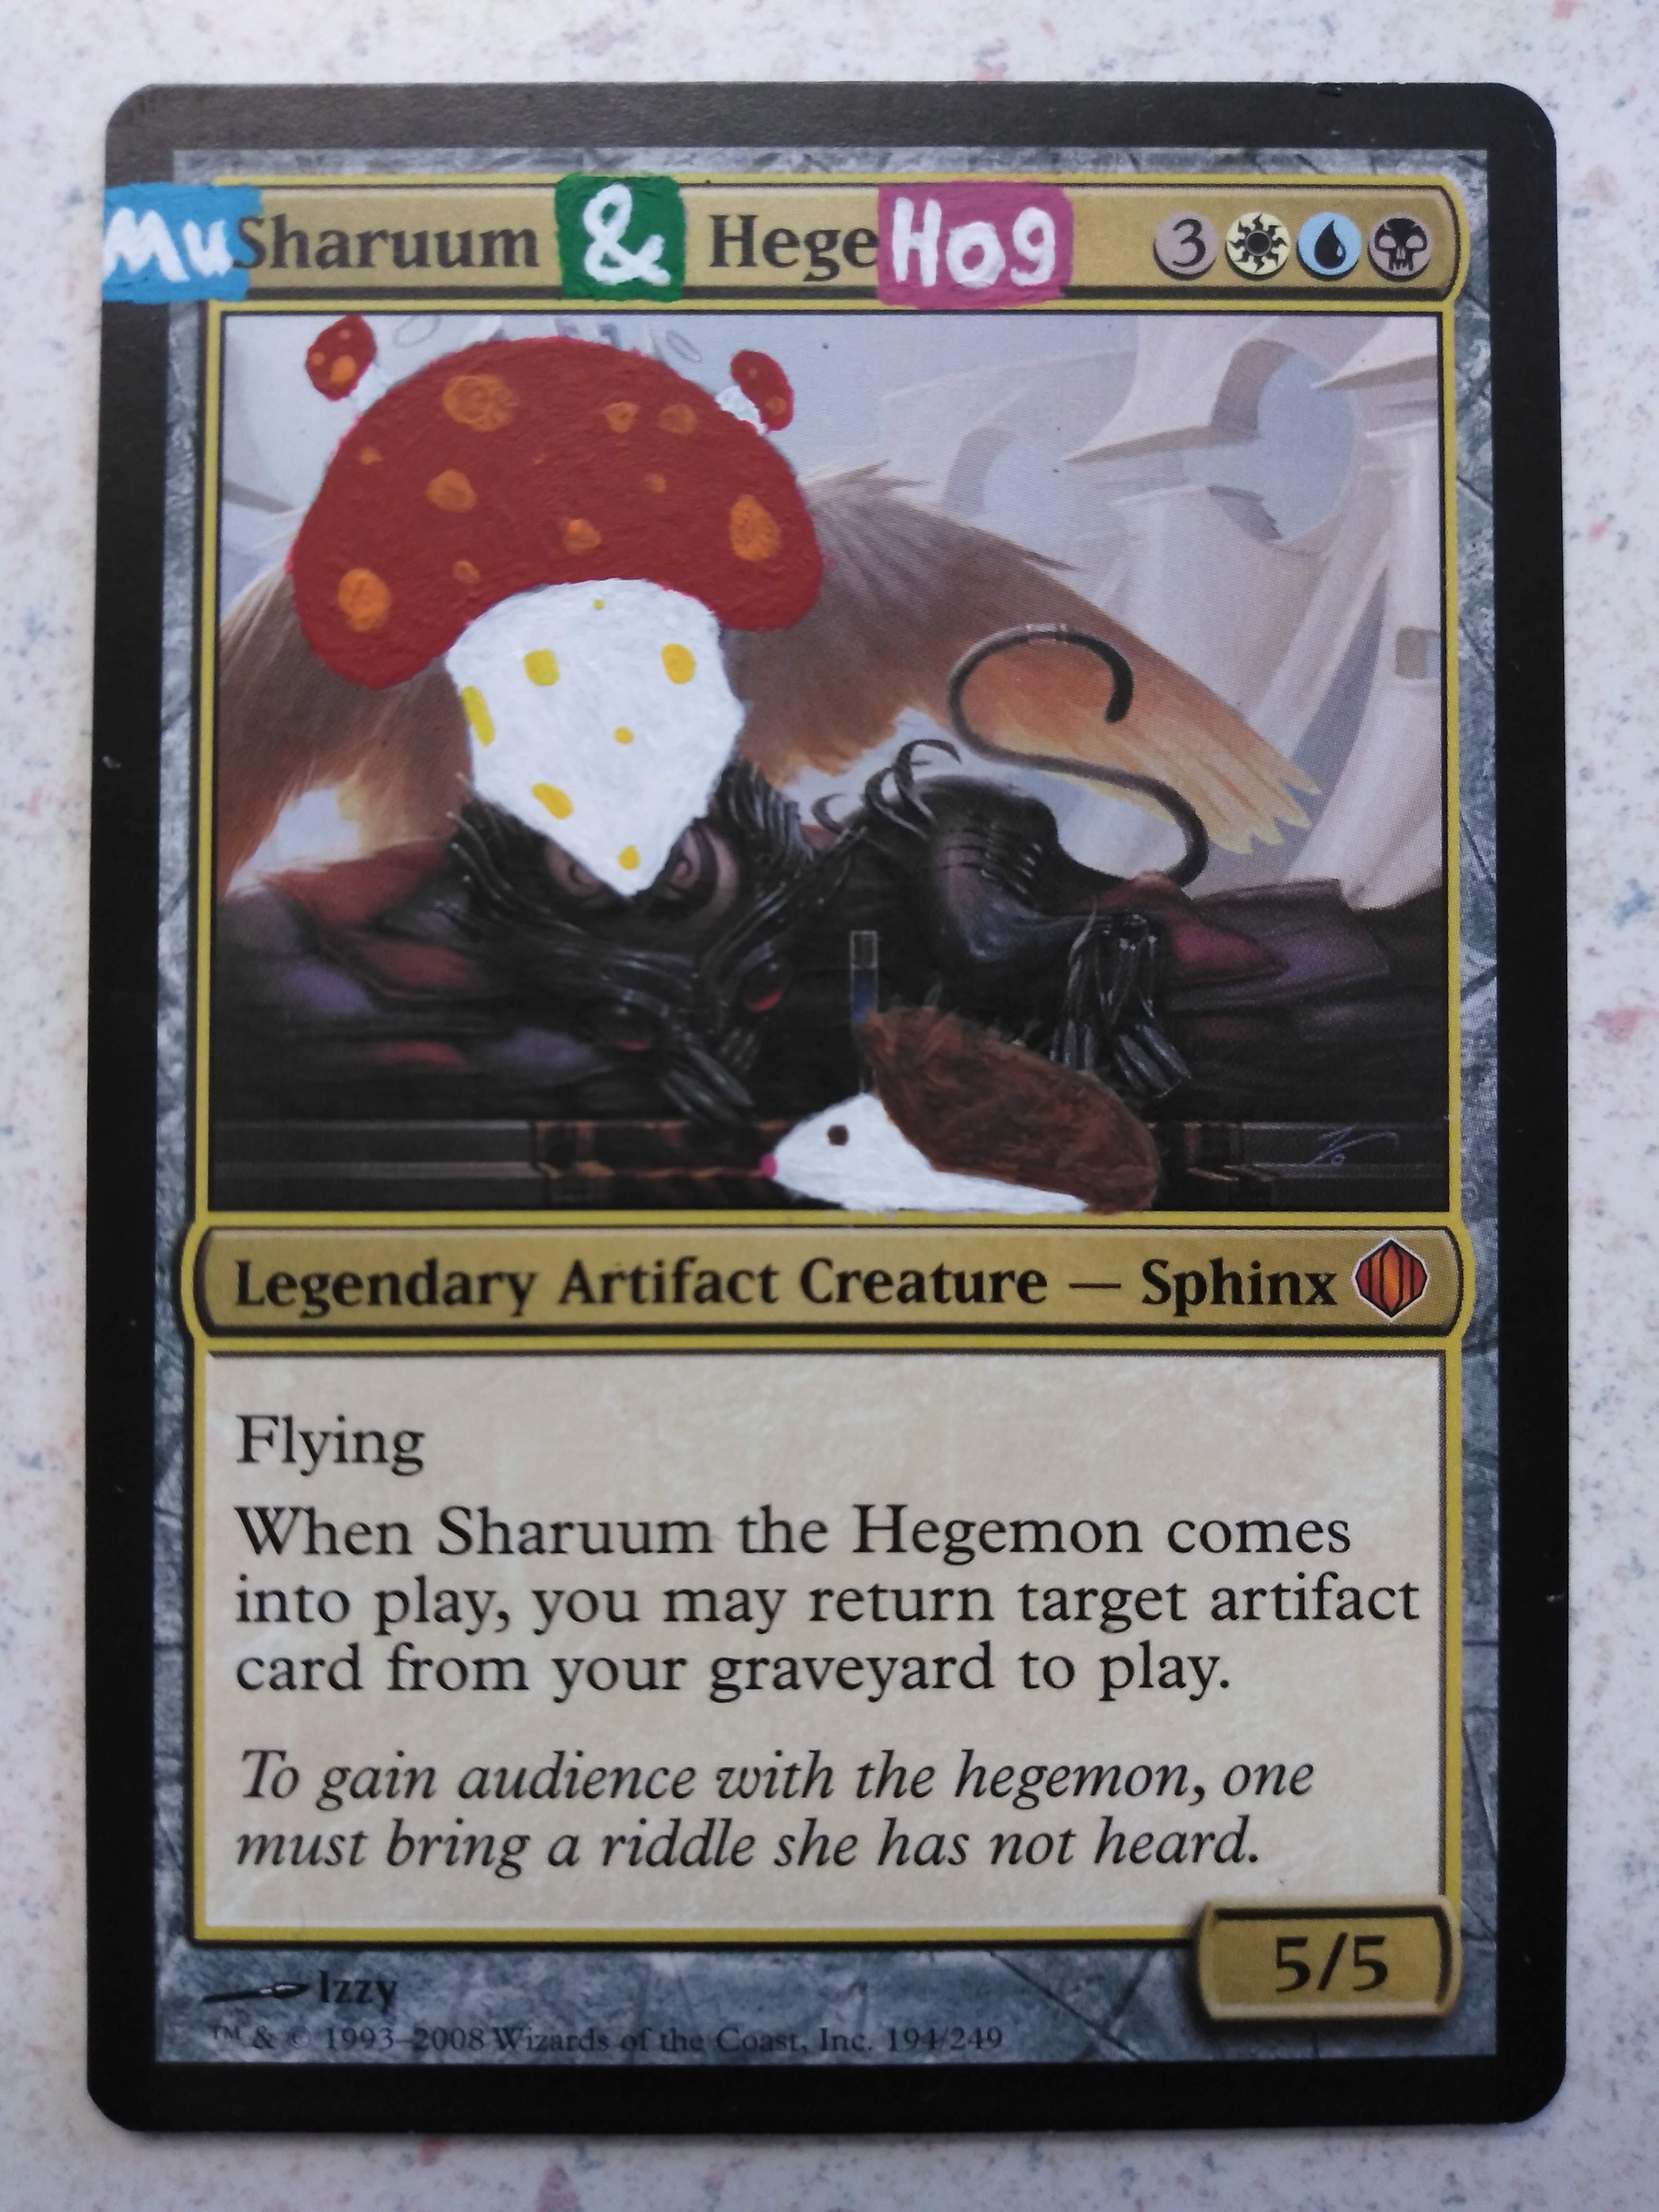 MuSharuum & HegeHog 3
Legendary Artifact Creature — Sphinx
Flying
When Sharuum the Hegemon comes
into play, you may return target artifact
card from your graveyard to play.
To gain audience with the hegemon, one
must bring a riddle she has not heard.
5/5
Izzy
™ & © 1993–2008 Wizards of the Coast, Inc. 194/249